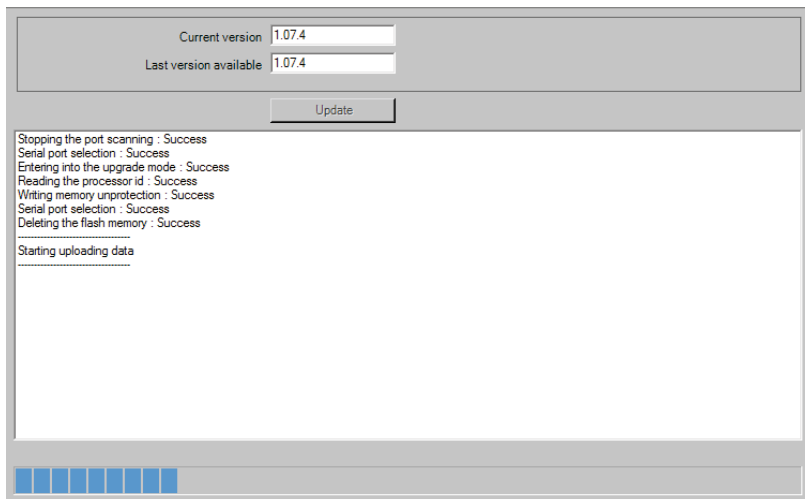 Current version 1.07.4
Last version available 1.07.4
Update
Stopping the port scanning : Success
Serial port selection : Success
Entering into the upgrade mode : Success
Reading the processor id : Success
Writing memory unprotection : Success
Serial port selection : Success
Deleting the flash memory : Success
----------------------------------
Starting uploading data
----------------------------------